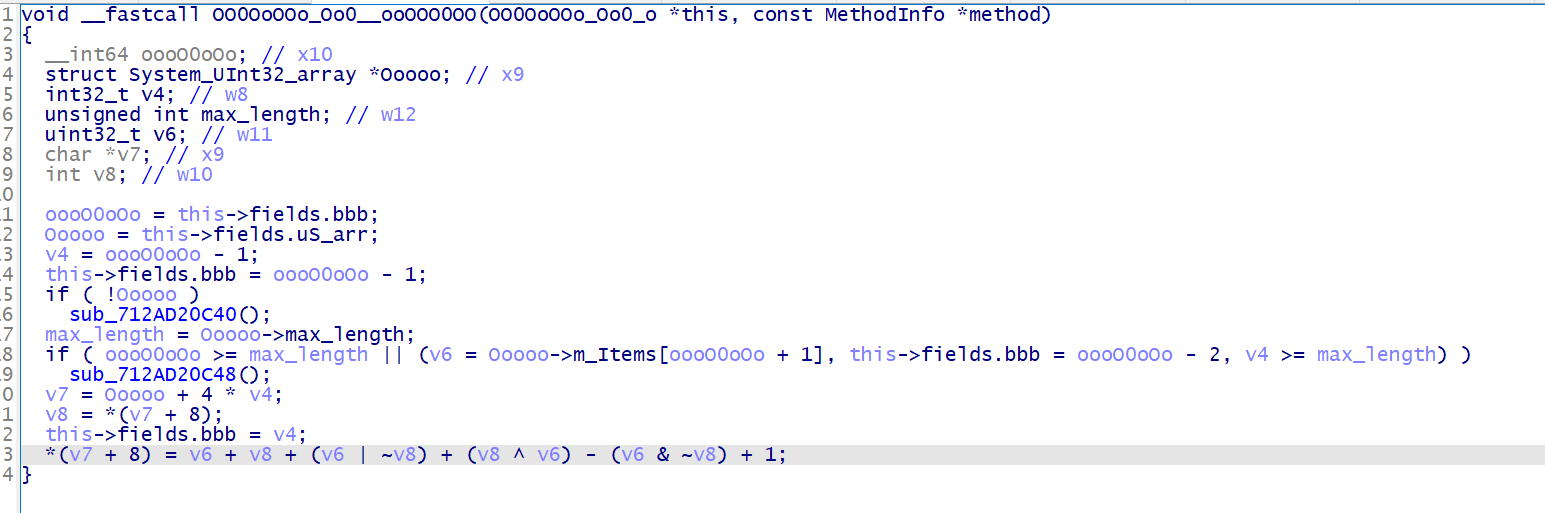 1 void __fastcall OO0OoO0o_Oo0__ooOOO0OO(OO0OoO0o_Oo0_o *this, const MethodInfo *method)
2 {
3 __int64 oooO0oOo; // x10
4 struct System_UInt32_array *Ooooo; // x9
5 int32_t v4; // w8
6 unsigned int max_length; // w12
7 uint32_t v6; // w11
8 char *v7; // x9
9 int v8; // w10
0
1 oooO0oOo = this->fields.bbb;
2 Ooooo = this->fields.uS_arr;
3 v4 = oooO0oOo - 1;
4 this->fields.bbb = oooO0oOo - 1;
5 if ( !Ooooo )
6 sub_712AD20C40();
7 max_length = Ooooo->max_length;
8 if ( oooO0oOo >= max_length || (v6 = Ooooo->m_Items[oooO0oOo + 1], this->fields.bbb = oooO0oOo - 2, v4 >= max_length) )
9 sub_712AD20C48();
0 v7 = Ooooo + 4 * v4;
1 v8 = *(v7 + 8);
2 this->fields.bbb = v4;
3 *(v7 + 8) = v6 + v8 + (v6 | ~v8) + (v8 ^ v6) - (v6 & ~v8) + 1;
4 }